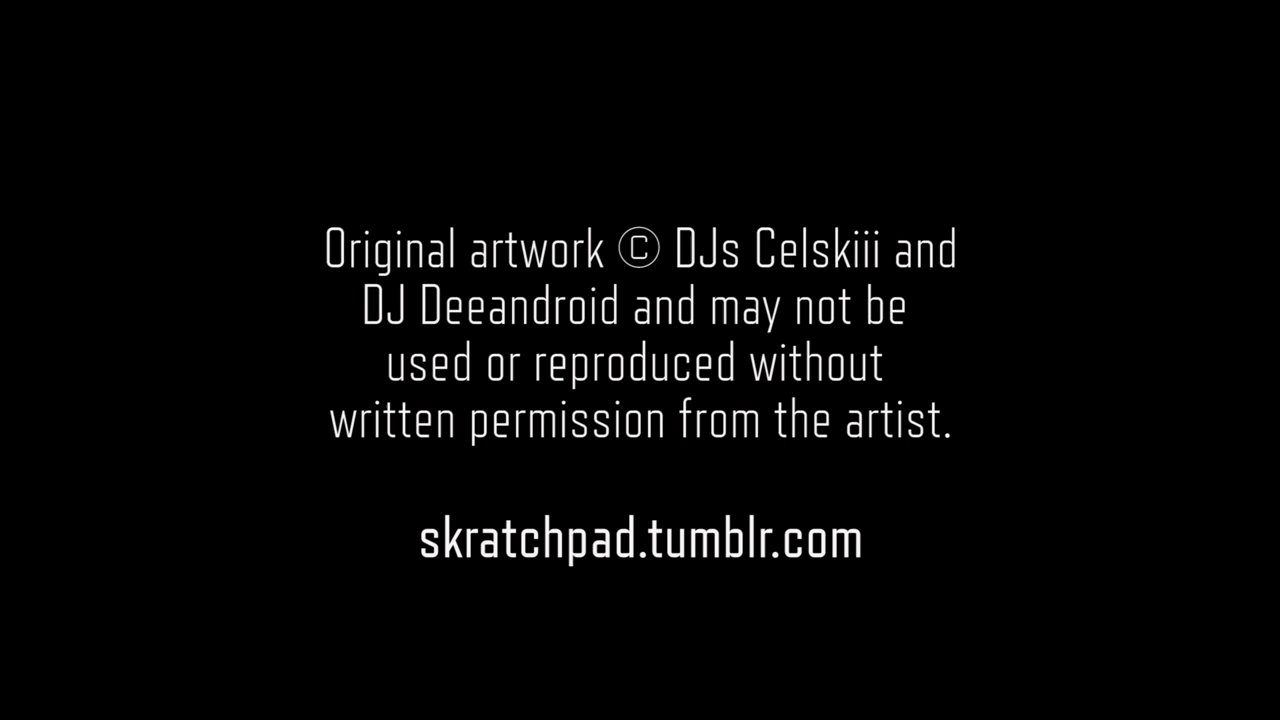 Original artwork © DJs Celskiii and
DJ Deeandroid and may not be
used or reproduced without
written permission from the artist.
skratchpad.tumblr.com